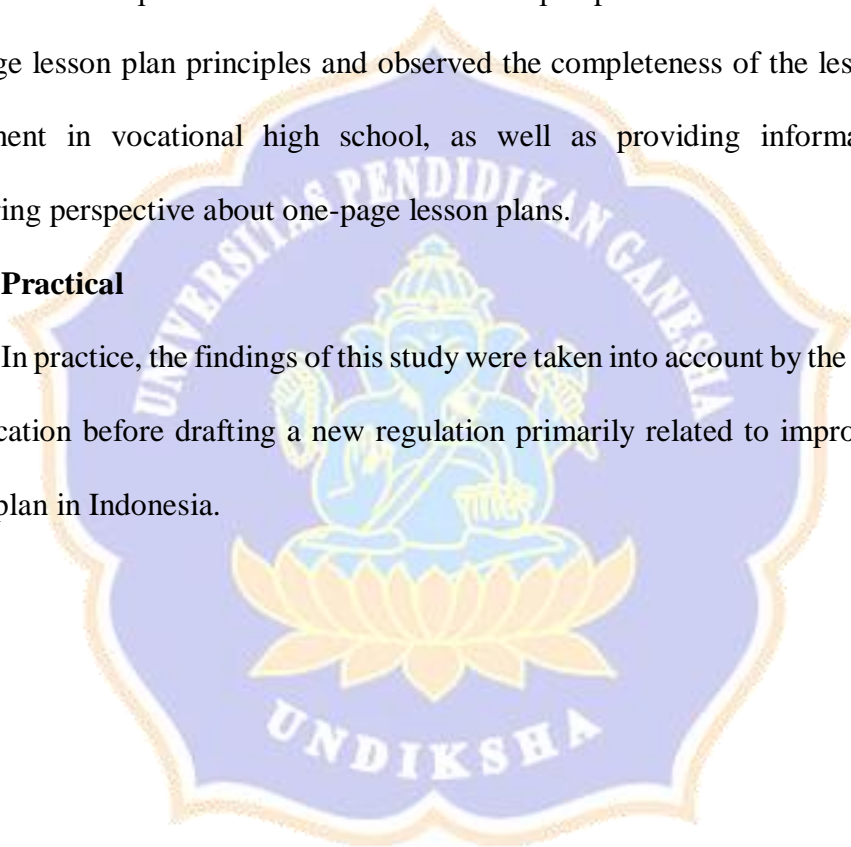 ge lesson plan principles and observed the completeness of the les
ment in vocational high school, as well as providing informa
ring perspective about one-page lesson plans.
Practical
In practice, the findings of this study were taken into account by the
cation before drafting a new regulation primarily related to impro
plan in Indonesia.
UNIVERSITAS PENDIDIKAN GANESHA
UNDIKSHA